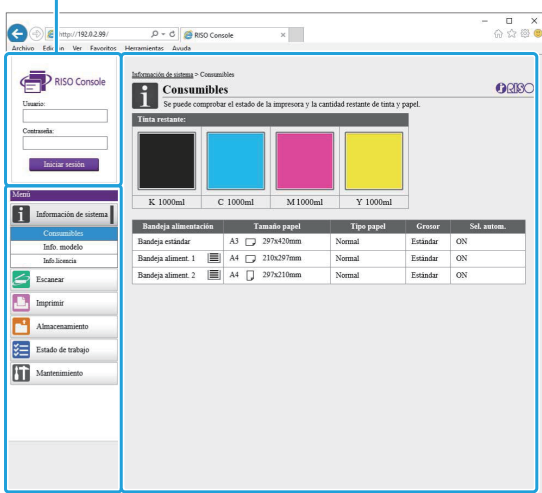 http://192.0.2.99/
RISO Console
Archivo Edición Ver Favoritos Herramientas Ayuda
RISO Console
Usuario:
Contraseña:
Iniciar sesión
Menú
Información de sistema
Consumibles
Info. modelo
Info.licencia
Escanear
Imprimir
Almacenamiento
Estado de trabajo
Mantenimiento
Información de sistema > Consumibles
i Consumibles
RISO
Se puede comprobar el estado de la impresora y la cantidad restante de tinta y papel.
Tinta restante:
K 1000ml C 1000ml M1000ml Y 1000ml
Bandeja alimentación Tamaño papel Tipo papel Grosor Sel. autom.
Bandeja estándar A3 297x420mm Normal Estándar ON
Bandeja aliment. 1 A4 210x297mm Normal Estándar ON
Bandeja aliment. 2 A4 297x210mm Normal Estándar ON